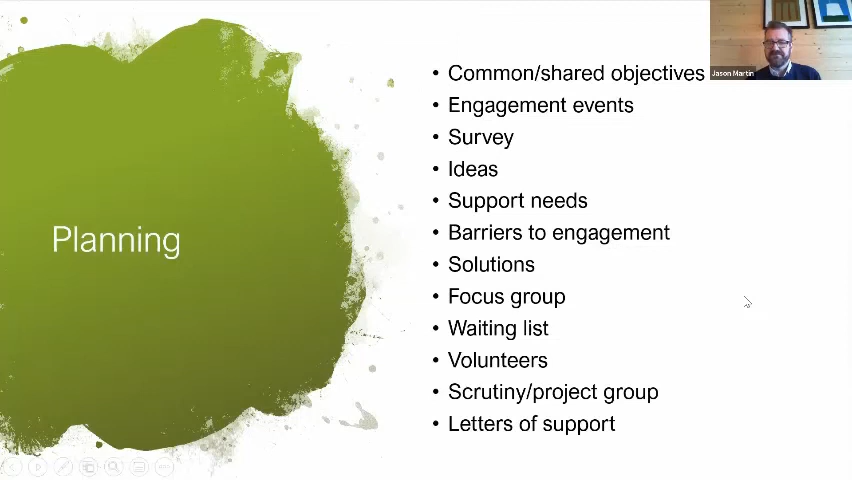 Planning
• Common/shared objectives
• Engagement events
• Survey
• Ideas
• Support needs
• Barriers to engagement
• Solutions
• Focus group
• Waiting list
• Volunteers
• Scrutiny/project group
• Letters of support
Jason Martin